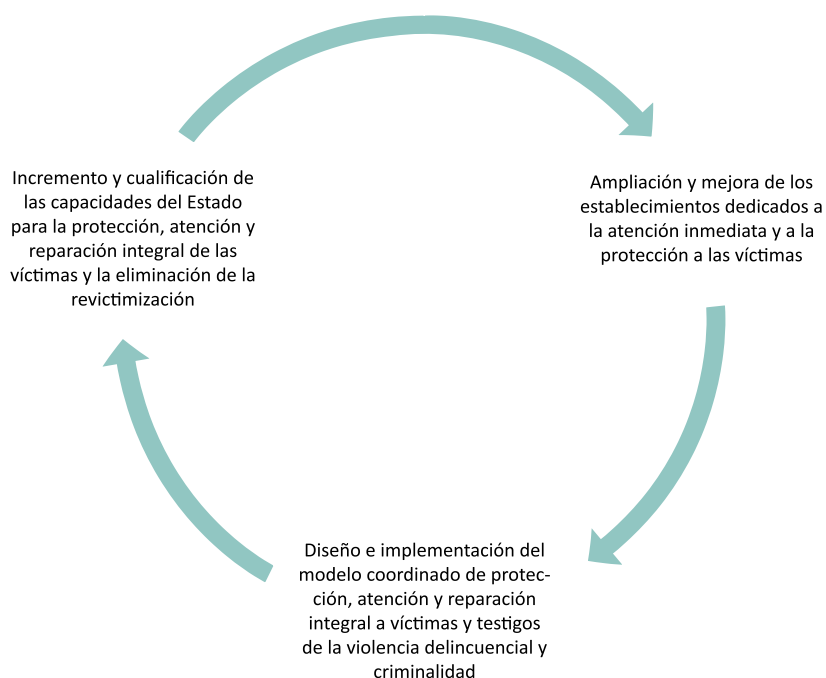 Incremento y cualificación de
las capacidades del Estado
para la protección, atención y
reparación integral de las
víctimas y la eliminación de la
revictimización
Ampliación y mejora de los
establecimientos dedicados a
la atención inmediata y a la
protección a las víctimas
Diseño e implementación del
modelo coordinado de protec-
ción, atención y reparación
integral a víctimas y testigos
de la violencia delincuencial y
criminalidad